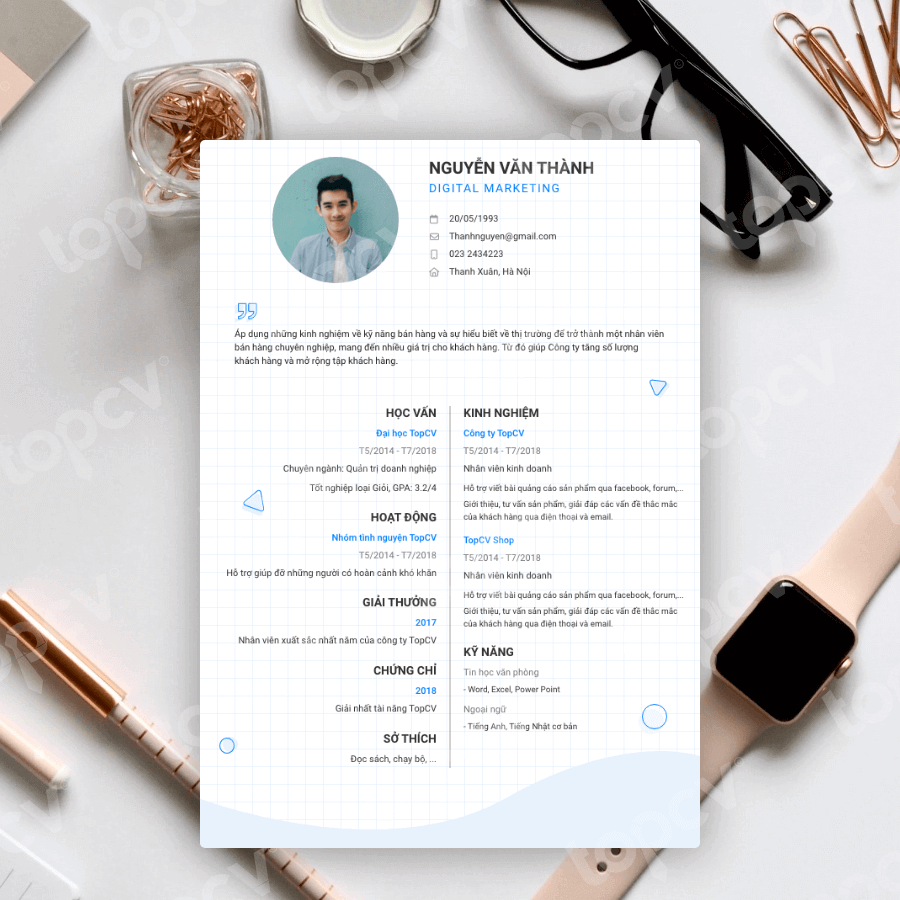 NGUYỄN VĂN THÀNH
DIGITAL MARKETING
20/05/1993
Thanhnguyen@gmail.com
023 2434223
Thanh Xuân, Hà Nội
Áp dụng những kinh nghiệm về kỹ năng bán hàng và sự hiểu biết về thị trường để trở thành một nhân viên
bán hàng chuyên nghiệp, mang đến nhiều giá trị cho khách hàng. Từ đó giúp Công ty tăng số lượng
khách hàng và mở rộng tập khách hàng.
HỌC VẤN
Đại học TopCV
T5/2014 - T7/2018
Chuyên ngành: Quản trị doanh nghiệp
Tốt nghiệp loại Giỏi, GPA: 3.2/4
HOẠT ĐỘNG
Nhóm tình nguyện TopCV
T5/2014 - T7/2018
Hỗ trợ giúp đỡ những người có hoàn cảnh khó khăn
GIẢI THƯỞNG
2017
Nhân viên xuất sắc nhất năm của công ty TopCV
CHỨNG CHỈ
2018
Giải nhất tài năng TopCV
SỞ THÍCH
Đọc sách, chạy bộ, ...
KINH NGHIỆM
Công ty TopCV
T5/2014 - T7/2018
Nhân viên kinh doanh
Hỗ trợ viết bài quảng cáo sản phẩm qua facebook, forum,...
Giới thiệu, tư vấn sản phẩm, giải đáp các vấn đề thắc mắc
của khách hàng qua điện thoại và email.
TopCV Shop
T5/2014 - T7/2018
Nhân viên kinh doanh
Hỗ trợ viết bài quảng cáo sản phẩm qua facebook, forum,...
Giới thiệu, tư vấn sản phẩm, giải đáp các vấn đề thắc mắc
của khách hàng qua điện thoại và email.
KỸ NĂNG
Tin học văn phòng
- Word, Excel, Power Point
Ngoại ngữ
- Tiếng Anh, Tiếng Nhật cơ bản
topcv